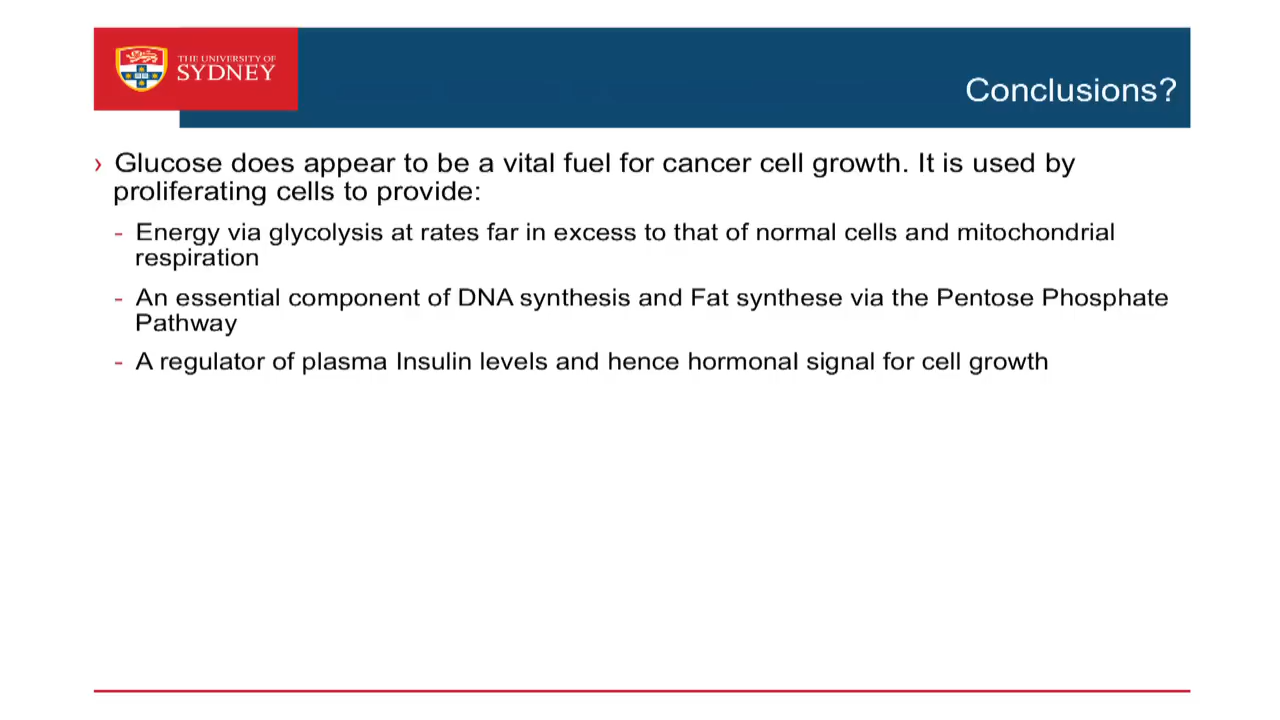 THE UNIVERSITY OF
SYDNEY
Conclusions?
› Glucose does appear to be a vital fuel for cancer cell growth. It is used by
proliferating cells to provide:
- Energy via glycolysis at rates far in excess to that of normal cells and mitochondrial
respiration
- An essential component of DNA synthesis and Fat synthese via the Pentose Phosphate
Pathway
- A regulator of plasma Insulin levels and hence hormonal signal for cell growth